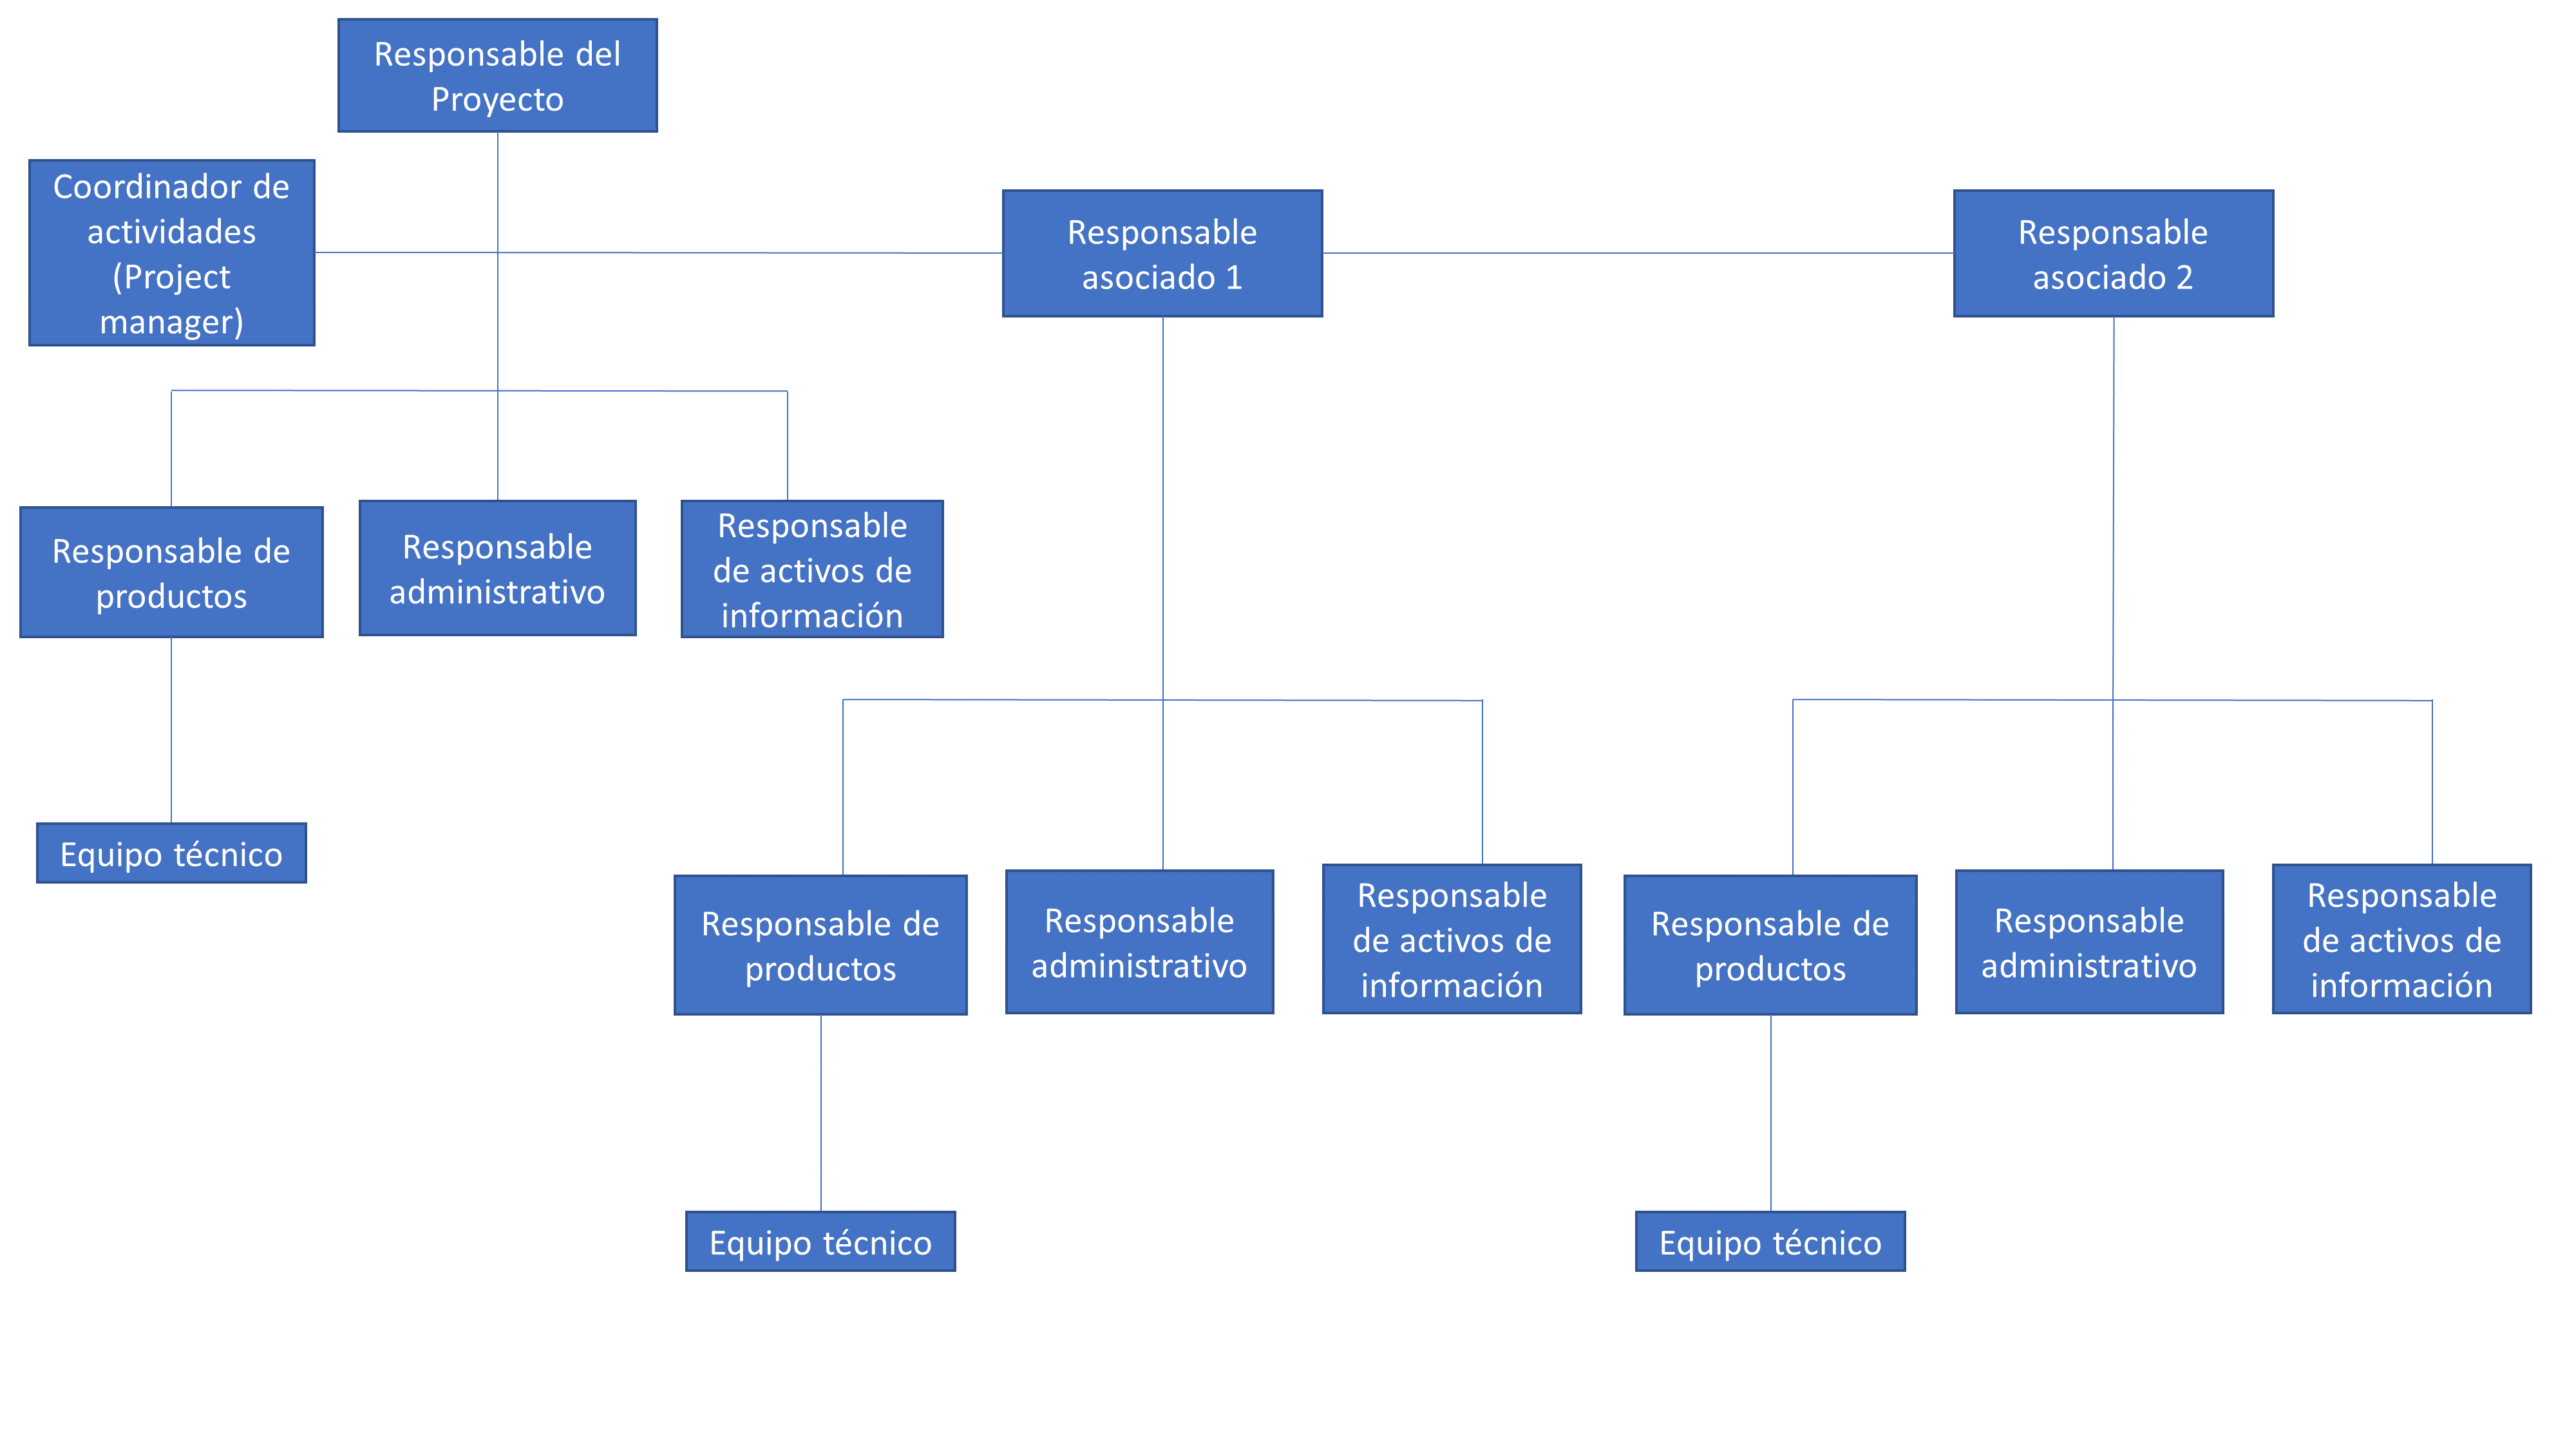 Responsable del
Proyecto
Coordinador de
actividades
(Project
manager)
Responsable
asociado 1
Responsable
asociado 2
Responsable de
productos
Responsable
administrativo
Responsable
de activos de
información
Equipo técnico
Responsable de
productos
Responsable
administrativo
Responsable
de activos de
información
Responsable de
productos
Responsable
administrativo
Responsable
de activos de
información
Equipo técnico
Equipo técnico